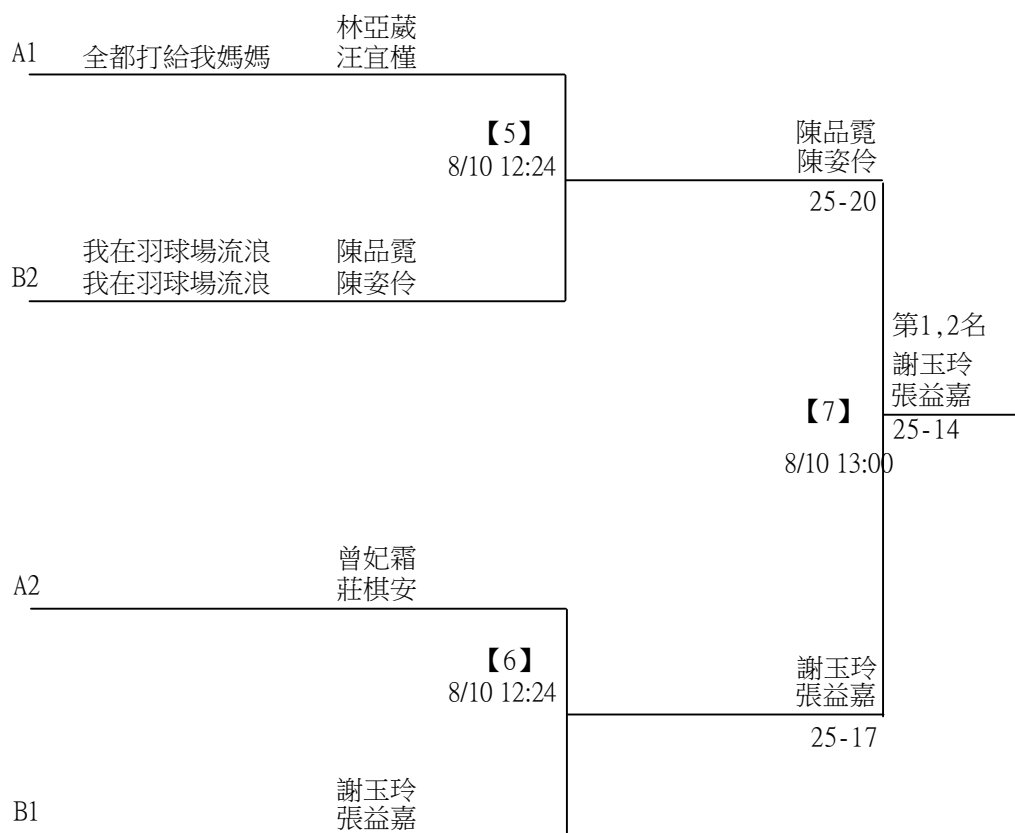 林亞葳
A1 全都打給我媽媽 汪宜槿
【5】
8/10 12:24
陳品霓
陳姿伶
25-20
我在羽球場流浪 陳品霓
B2 我在羽球場流浪 陳姿伶
第1,2名
謝玉玲
張益嘉
【7】
25-14
8/10 13:00
曾妃霜
A2 莊棋安
【6】
8/10 12:24
謝玉玲
張益嘉
25-17
謝玉玲
B1 張益嘉